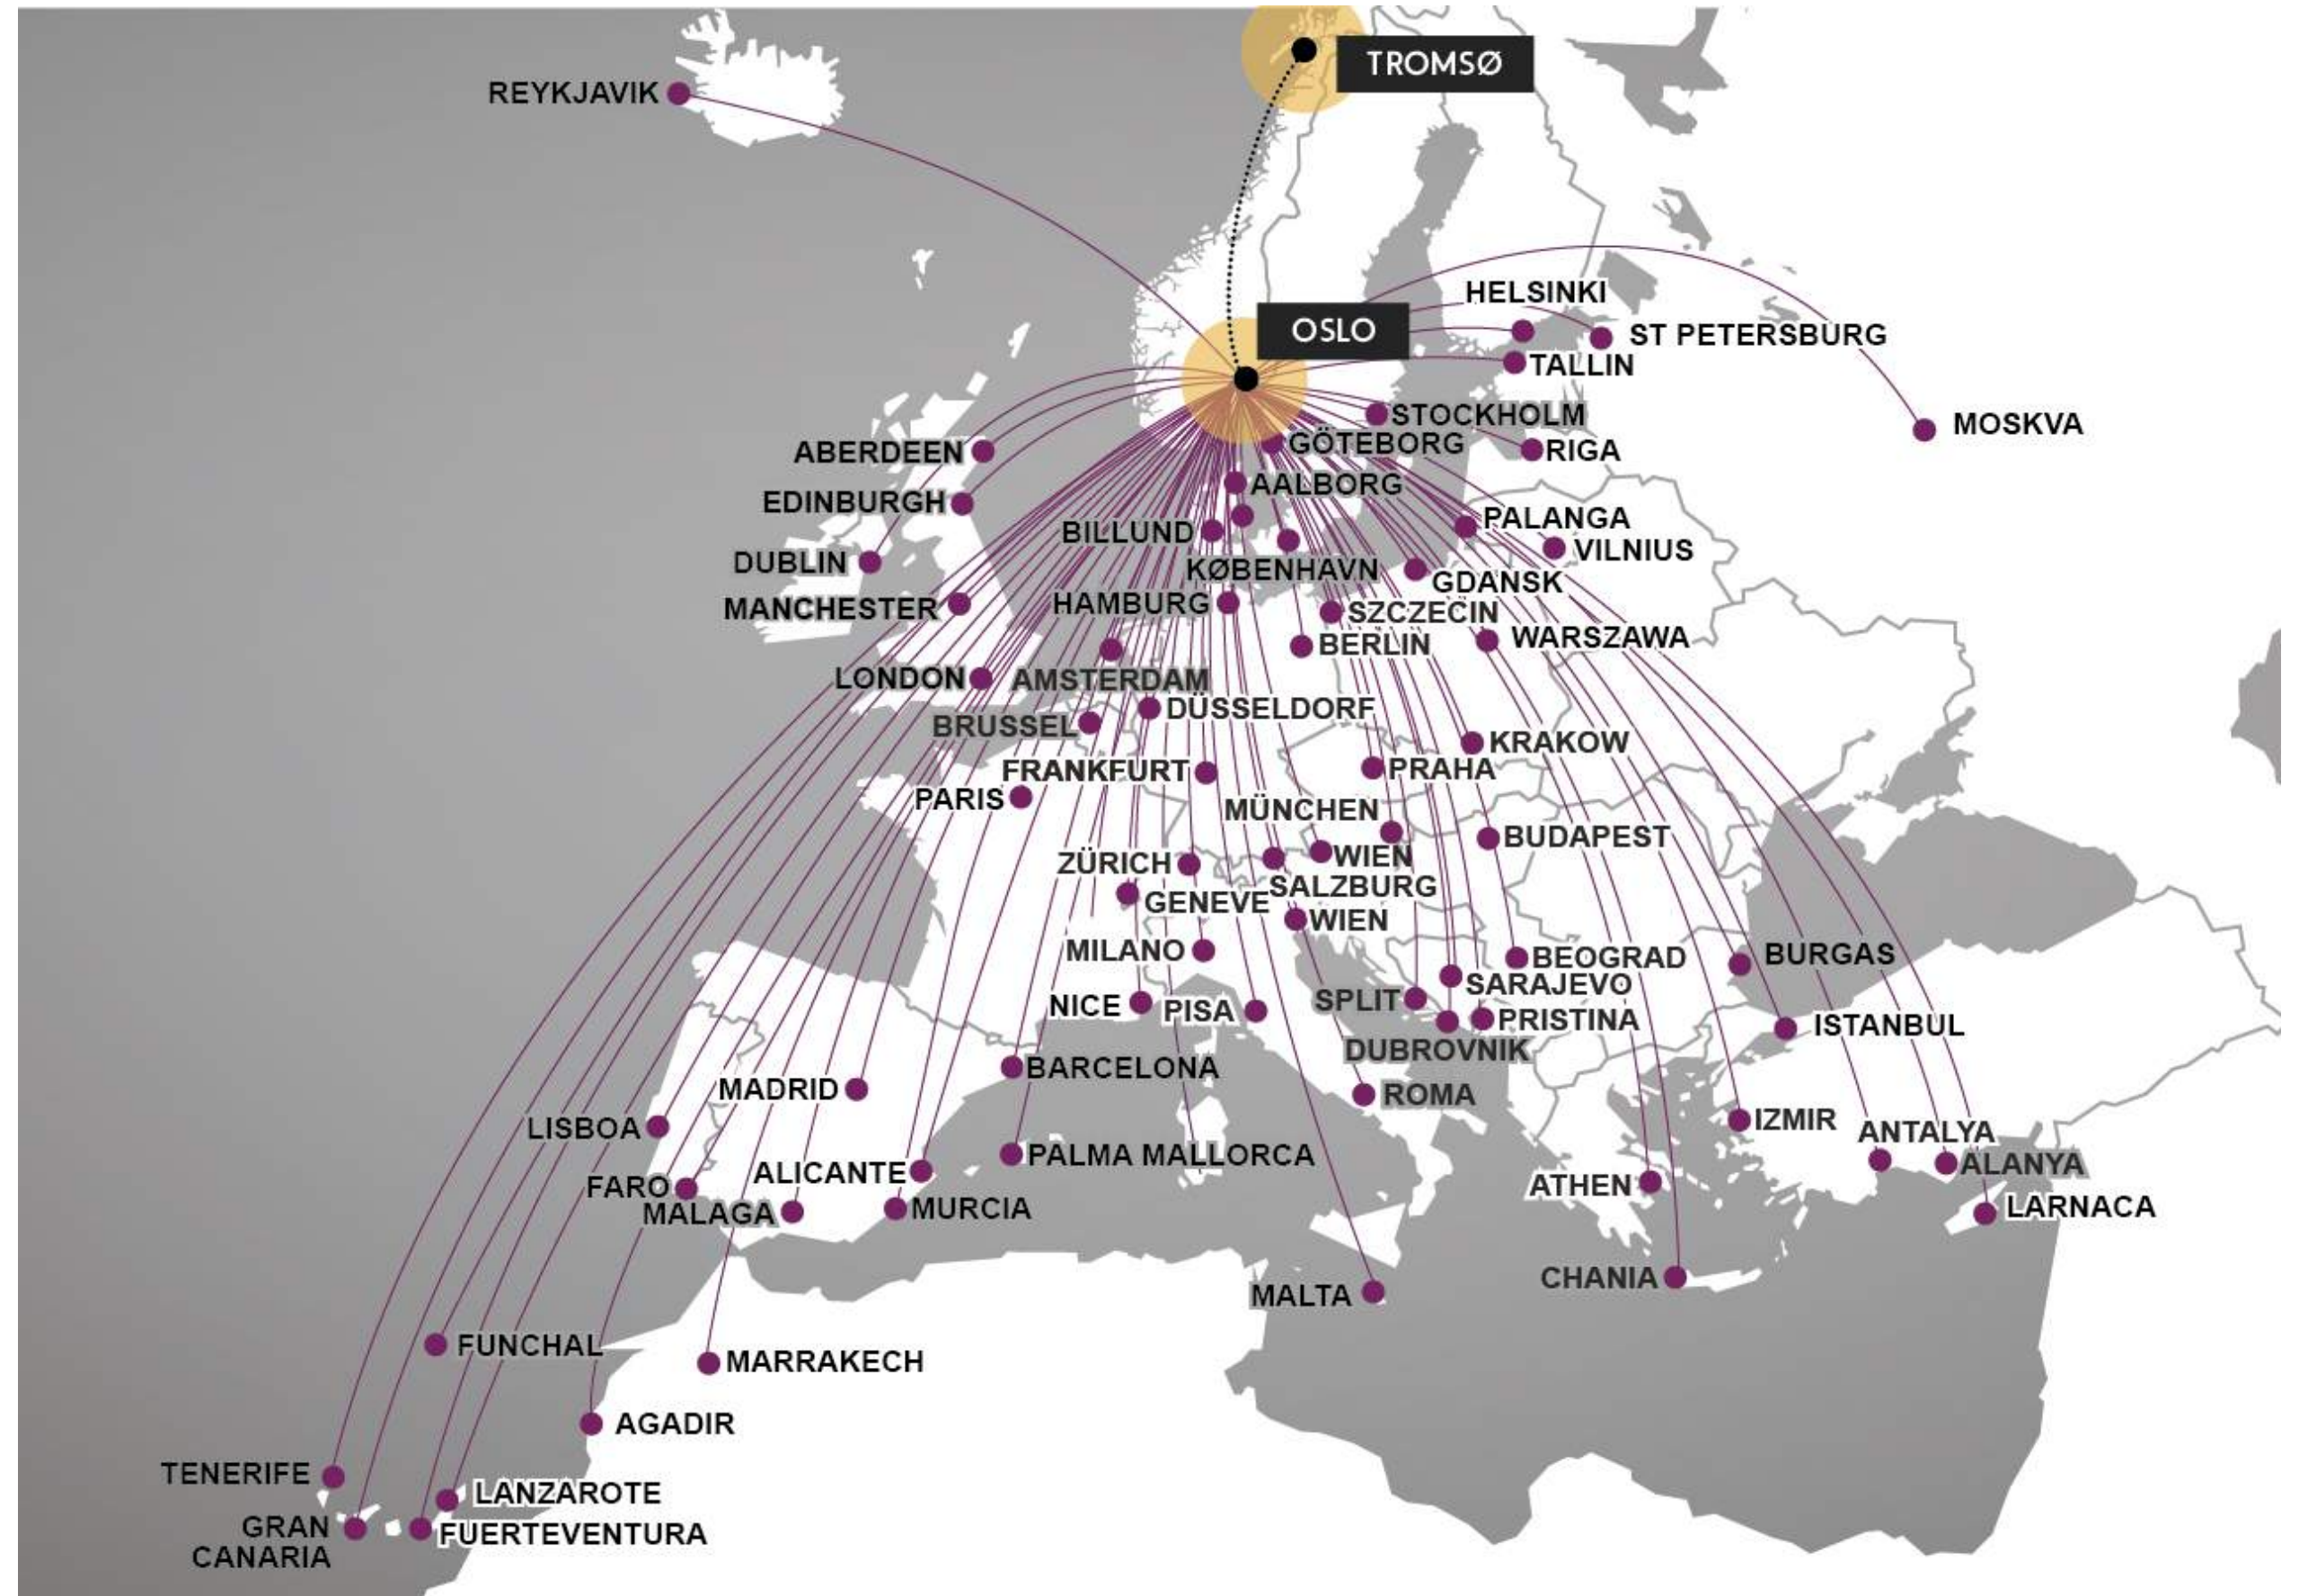 TROMSØ
REYKJAVIK
HELSINKI
OSLO
ST PETERSBURG
TALLIN
STOCKHOLM
MOSKVA
GÖTEBORG
ABERDEEN
RIGA
AALBORG
EDINBURGH
PALANGA
BILLUND
VILNIUS
DUBLIN
KØBENHAVN
GDANSK
MANCHESTER
HAMBURG
SZCZECIN
WARSZAWA
BERLIN
LONDON
AMSTERDAM
DÜSSELDORF
BRUSSEL
KRAKOW
FRANKFURT
PRAHA
PARIS
MÜNCHEN
BUDAPEST
WIEN
ZÜRICH
SALZBURG
GENEVE
WIEN
MILANO
BURGAS
BEOGRAD
SARAJEVO
SPLIT
NICE
PISA
PRISTINA
ISTANBUL
DUBROVNIK
BARCELONA
MADRID
ROMA
IZMIR
LISBOA
ANTALYA
PALMA MALLORCA
ALANYA
ALICANTE
ATHEN
FARO
MURCIA
LARNACA
MALAGA
CHANIA
MALTA
FUNCHAL
MARRAKECH
AGADIR
TENERIFE
LANZAROTE
GRAN
CANARIA
FUERTEVENTURA